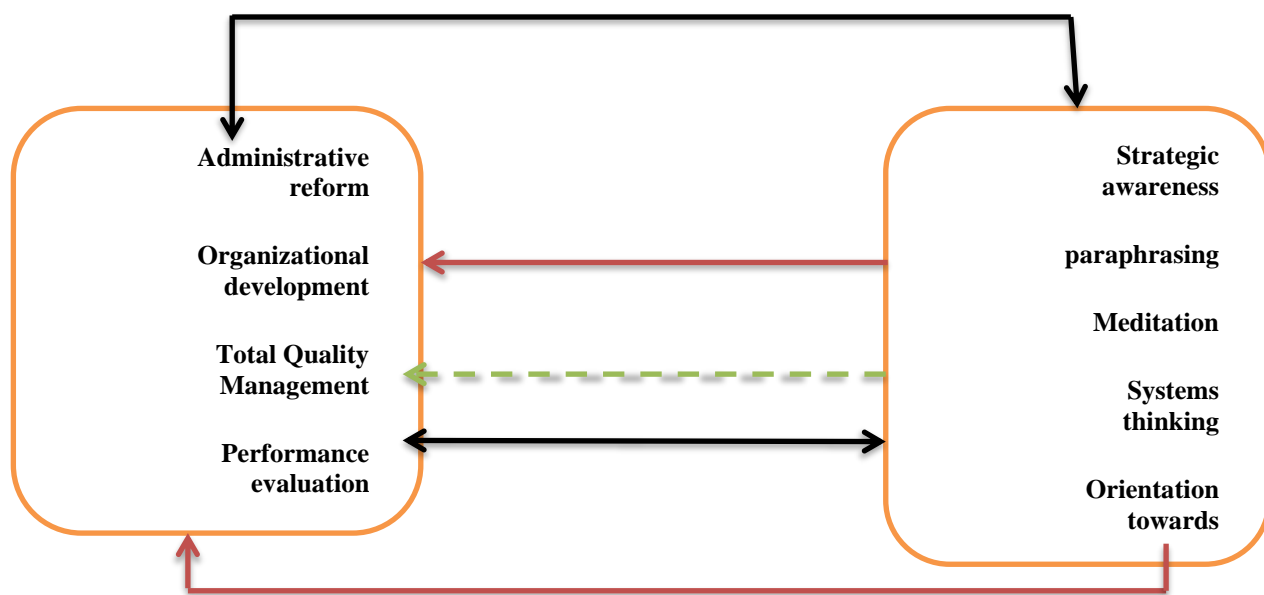 Administrative
reform
Organizational
development
Total Quality
Management
Performance
evaluation
Strategic
awareness
paraphrasing
Meditation
Systems
thinking
Orientation
towards